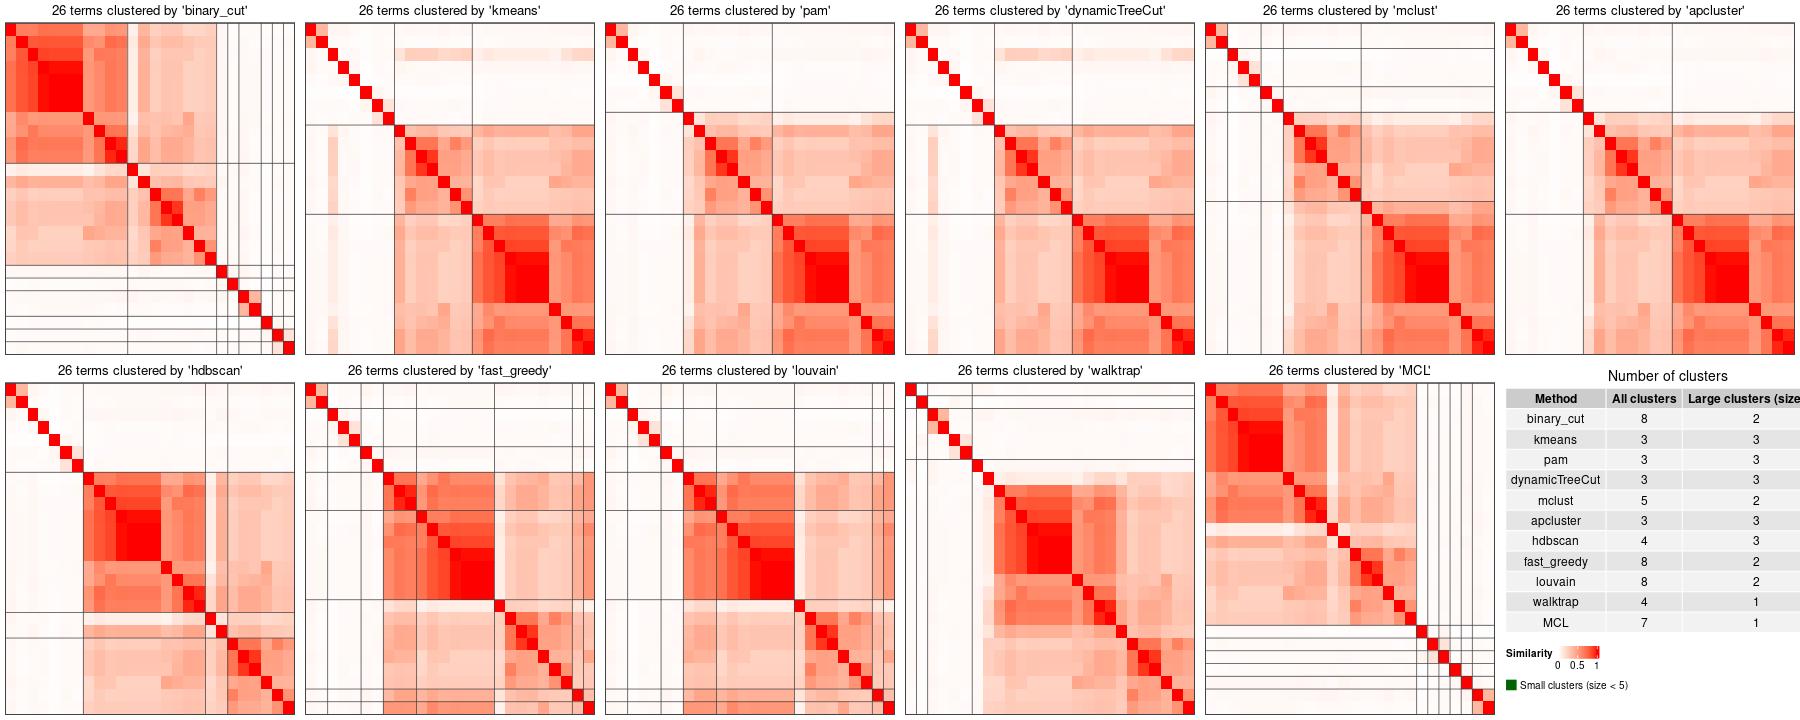 26 terms clustered by 'binary_cut'
26 terms clustered by 'kmeans'
26 terms clustered by 'pam'
26 terms clustered by 'dynamicTreeCut'
26 terms clustered by 'mclust'
26 terms clustered by 'apcluster'
26 terms clustered by 'hdbscan'
26 terms clustered by 'fast_greedy'
26 terms clustered by 'louvain'
26 terms clustered by 'walktrap'
26 terms clustered by 'MCL'
Number of clusters
Method All clusters Large clusters (size
binary_cut 8 2
kmeans 3 3
pam 3 3
dynamicTreeCut 3 3
mclust 5 2
apcluster 3 3
hdbscan 4 3
fast_greedy 8 2
louvain 8 2
walktrap 4 1
MCL 7 1
Similarity
0 0.5 1
Small clusters (size < 5)